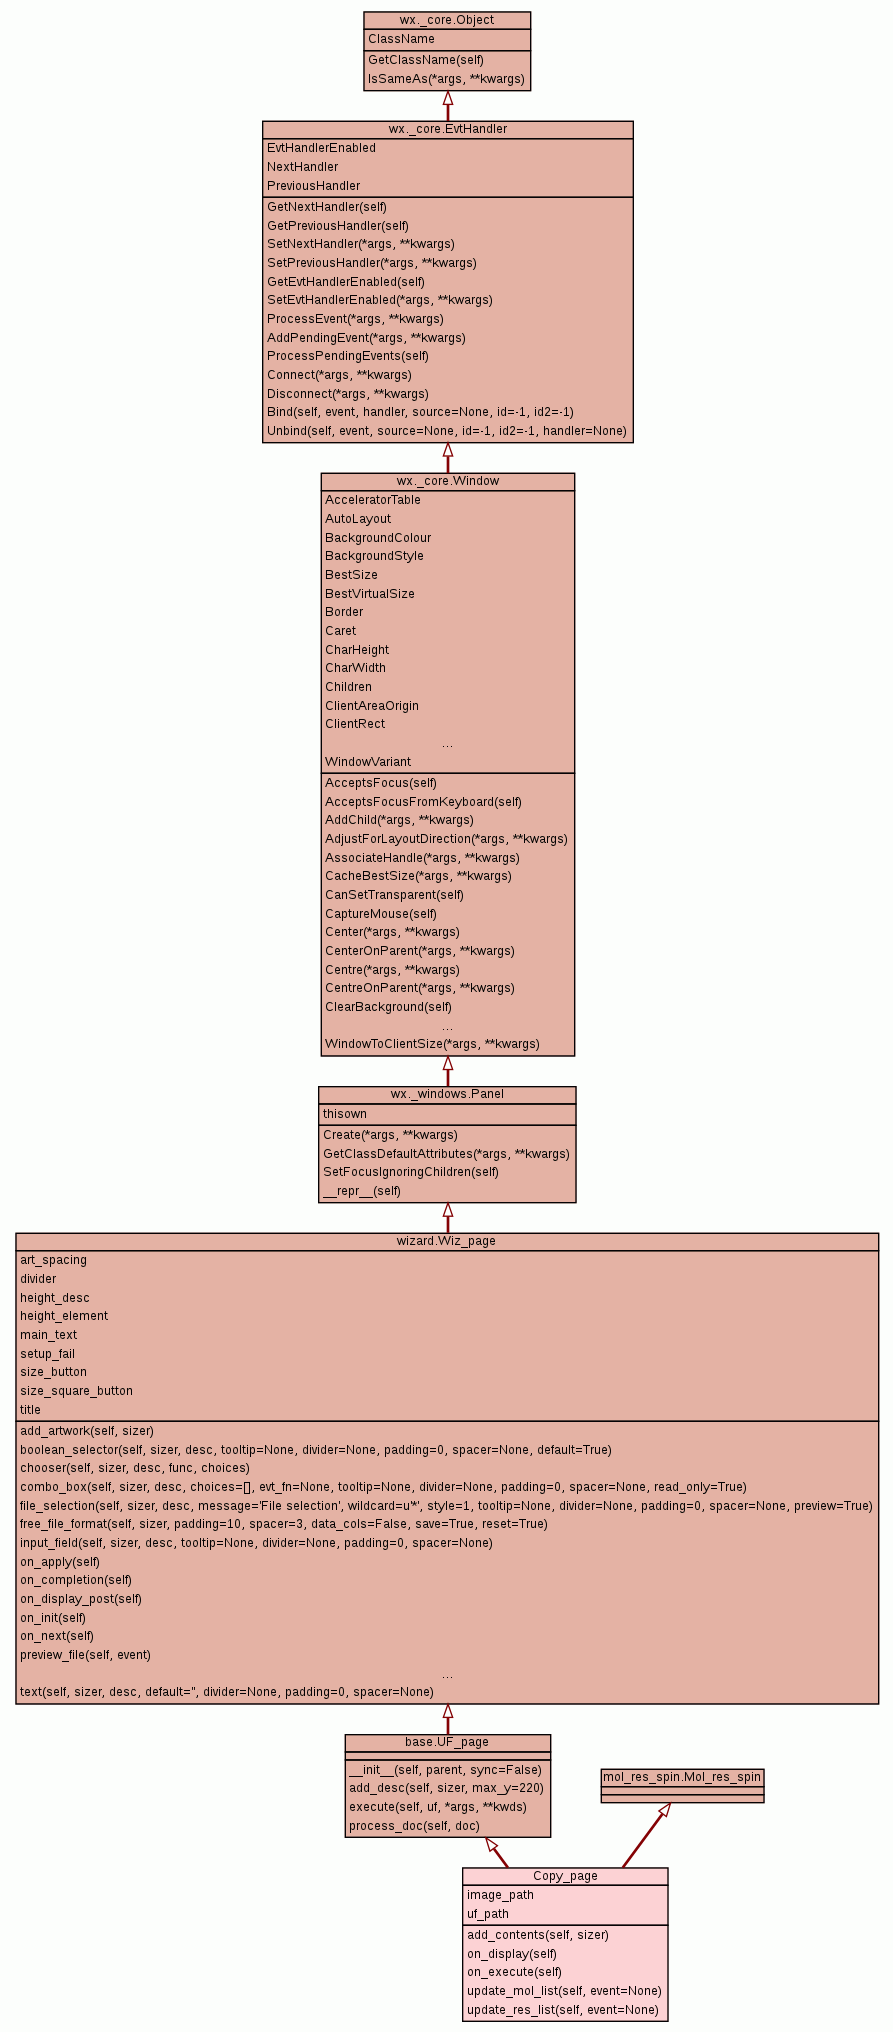 wx._core.Object
ClassName
GetClassName(self)
IsSameAs(*args, **kwargs)
wx._core.EvtHandler
EvtHandlerEnabled
NextHandler
PreviousHandler
GetNextHandler(self)
GetPreviousHandler(self)
SetNextHandler(*args, **kwargs)
SetPreviousHandler(*args, **kwargs)
GetEvtHandlerEnabled(self)
SetEvtHandlerEnabled(*args, **kwargs)
ProcessEvent(*args, **kwargs)
AddPendingEvent(*args, **kwargs)
ProcessPendingEvents(self)
Connect(*args, **kwargs)
Disconnect(*args, **kwargs)
Bind(self, event, handler, source=None, id=-1, id2=-1)
Unbind(self, event, source=None, id=-1, id2=-1, handler=None)
wx._core.Window
AcceleratorTable
AutoLayout
BackgroundColour
BackgroundStyle
BestSize
BestVirtualSize
Border
Caret
CharHeight
CharWidth
Children
ClientAreaOrigin
ClientRect
...
WindowVariant
AcceptsFocus(self)
AcceptsFocusFromKeyboard(self)
AddChild(*args, **kwargs)
AdjustForLayoutDirection(*args, **kwargs)
AssociateHandle(*args, **kwargs)
CacheBestSize(*args, **kwargs)
CanSetTransparent(self)
CaptureMouse(self)
Center(*args, **kwargs)
CenterOnParent(*args, **kwargs)
Centre(*args, **kwargs)
CentreOnParent(*args, **kwargs)
ClearBackground(self)
...
WindowToClientSize(*args, **kwargs)
wx._windows.Panel
thisown
Create(*args, **kwargs)
GetClassDefaultAttributes(*args, **kwargs)
SetFocusIgnoringChildren(self)
__repr__(self)
wizard.Wiz_page
art_spacing
divider
height_desc
height_element
main_text
setup_fail
size_button
size_square_button
title
add_artwork(self, sizer)
boolean_selector(self, sizer, desc, tooltip=None, divider=None, padding=0, spacer=None, default=True)
chooser(self, sizer, desc, func, choices)
combo_box(self, sizer, desc, choices=[], evt_fn=None, tooltip=None, divider=None, padding=0, spacer=None, read_only=True)
file_selection(self, sizer, desc, message='File selection', wildcard=u'*', style=1, tooltip=None, divider=None, padding=0, spacer=None, preview=True)
free_file_format(self, sizer, padding=10, spacer=3, data_cols=False, save=True, reset=True)
input_field(self, sizer, desc, tooltip=None, divider=None, padding=0, spacer=None)
on_apply(self)
on_completion(self)
on_display_post(self)
on_init(self)
on_next(self)
preview_file(self, event)
...
text(self, sizer, desc, default='', divider=None, padding=0, spacer=None)
base.UF_page
__init__(self, parent, sync=False)
add_desc(self, sizer, max_y=220)
execute(self, uf, *args, **kwds)
process_doc(self, doc)
mol_res_spin.Mol_res_spin
Copy_page
image_path
uf_path
add_contents(self, sizer)
on_display(self)
on_execute(self)
update_mol_list(self, event=None)
update_res_list(self, event=None)